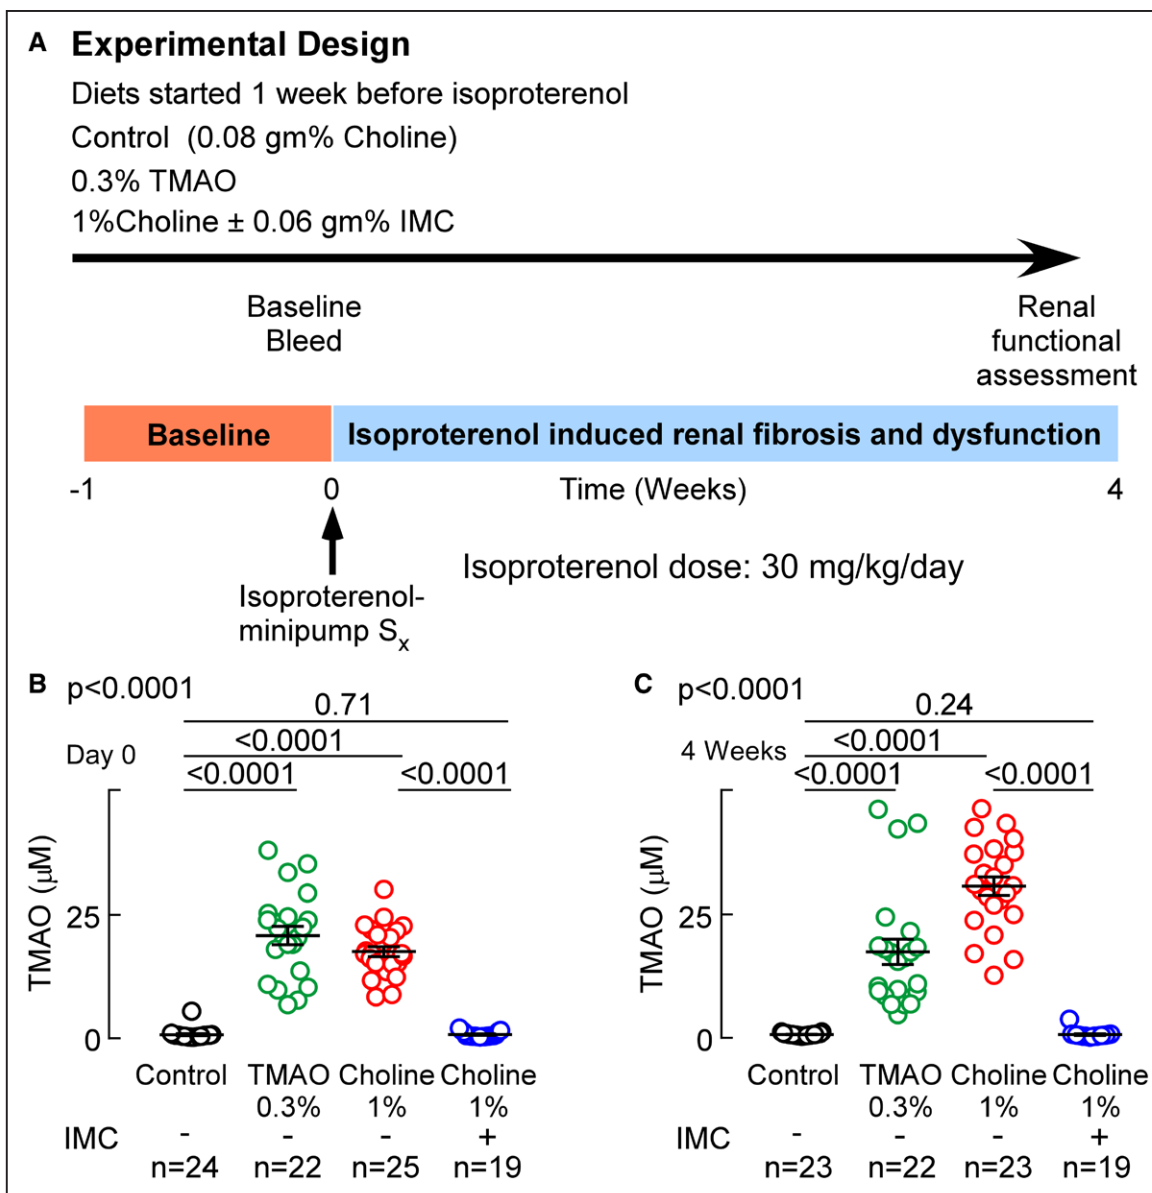 A Experimental Design
Diets started 1 week before isoproterenol
Control (0.08 gm% Choline)
0.3% TMAO
1%Choline ± 0.06 gm% IMC
Baseline
Bleed
Renal
functional
assessment
Baseline
Isoproterenol induced renal fibrosis and dysfunction
-1 0 Time (Weeks) 4
Isoproterenol-
minipump Sx
Isoproterenol dose: 30 mg/kg/day
B p<0.0001
0.71
Day 0
<0.0001
<0.0001 <0.0001
TMAO (µM)
25
0
Control TMAO Choline Choline
0.3% 1% 1%
IMC - - - +
n=24 n=22 n=25 n=19
C p<0.0001
0.24
4 Weeks
<0.0001
<0.0001 <0.0001
TMAO (µM)
25
0
Control TMAO Choline Choline
0.3% 1% 1%
IMC - - - +
n=23 n=22 n=23 n=19